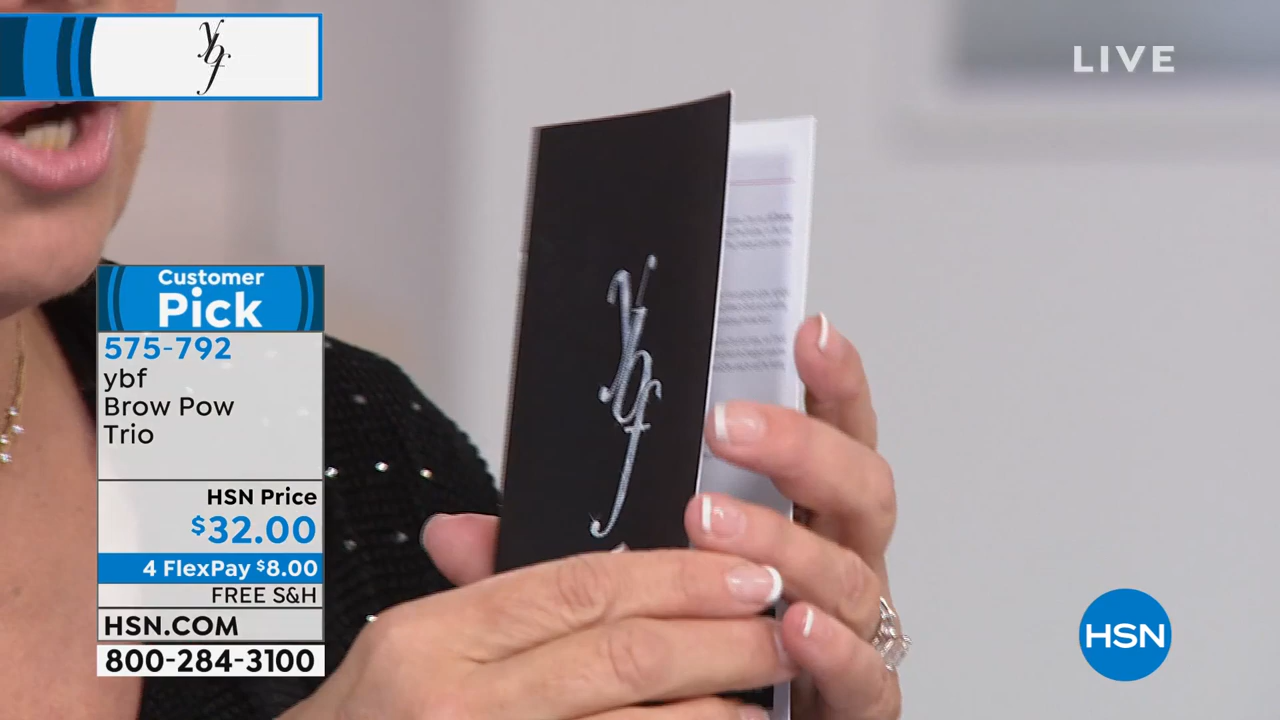 ybf
LIVE
Customer
Pick
575-792
ybf
Brow Pow
Trio
HSN Price
$32.00
4 FlexPay $8.00
FREE S&H
HSN.COM
800-284-3100
ybf
HSN